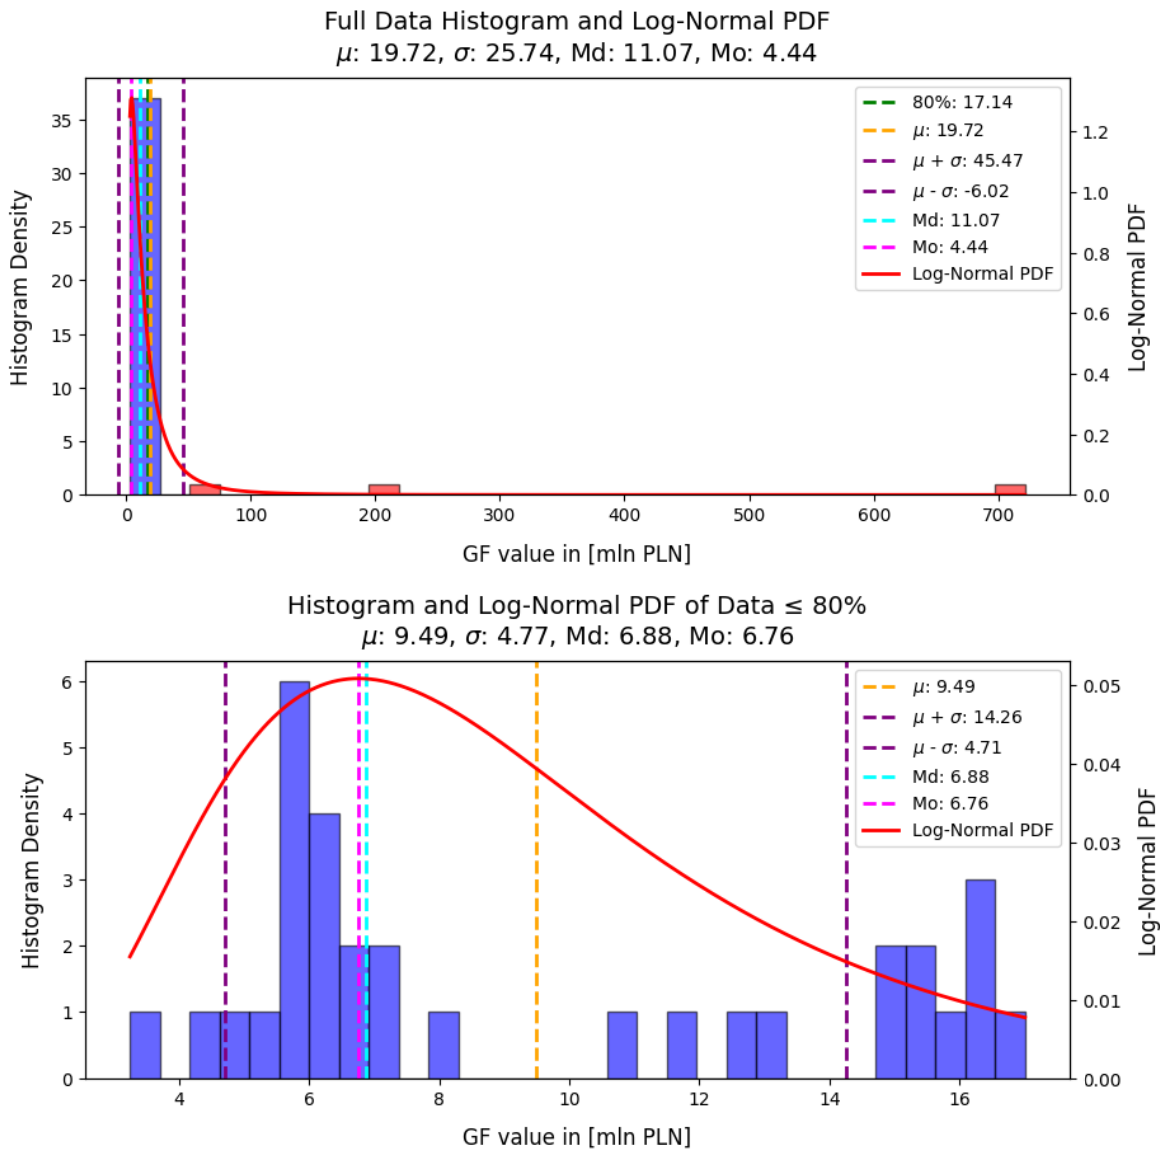 Full Data Histogram and Log-Normal PDF
μ: 19.72, σ: 25.74, Md: 11.07, Mo: 4.44
Histogram Density
35
30
25
20
15
10
5
0
0 100 200 300 400 500 600 700
GF value in [mln PLN]
1.2
1.0
0.8
0.6
0.4
0.2
0.0
Log-Normal PDF
80%: 17.14
μ: 19.72
μ + σ: 45.47
μ - σ: -6.02
Md: 11.07
Mo: 4.44
Log-Normal PDF
Histogram and Log-Normal PDF of Data ≤ 80%
μ: 9.49, σ: 4.77, Md: 6.88, Mo: 6.76
Histogram Density
6
5
4
3
2
1
0
4 6 8 10 12 14 16
GF value in [mln PLN]
0.05
0.04
0.03
0.02
0.01
0.00
Log-Normal PDF
μ: 9.49
μ + σ: 14.26
μ - σ: 4.71
Md: 6.88
Mo: 6.76
Log-Normal PDF